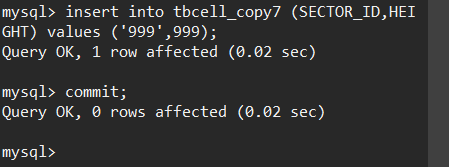 mysql> insert into tbcell_copy7 (SECTOR_ID,HEI
GHT) values ('999',999);
Query OK, 1 row affected (0.02 sec)
mysql> commit;
Query OK, 0 rows affected (0.02 sec)
mysql>